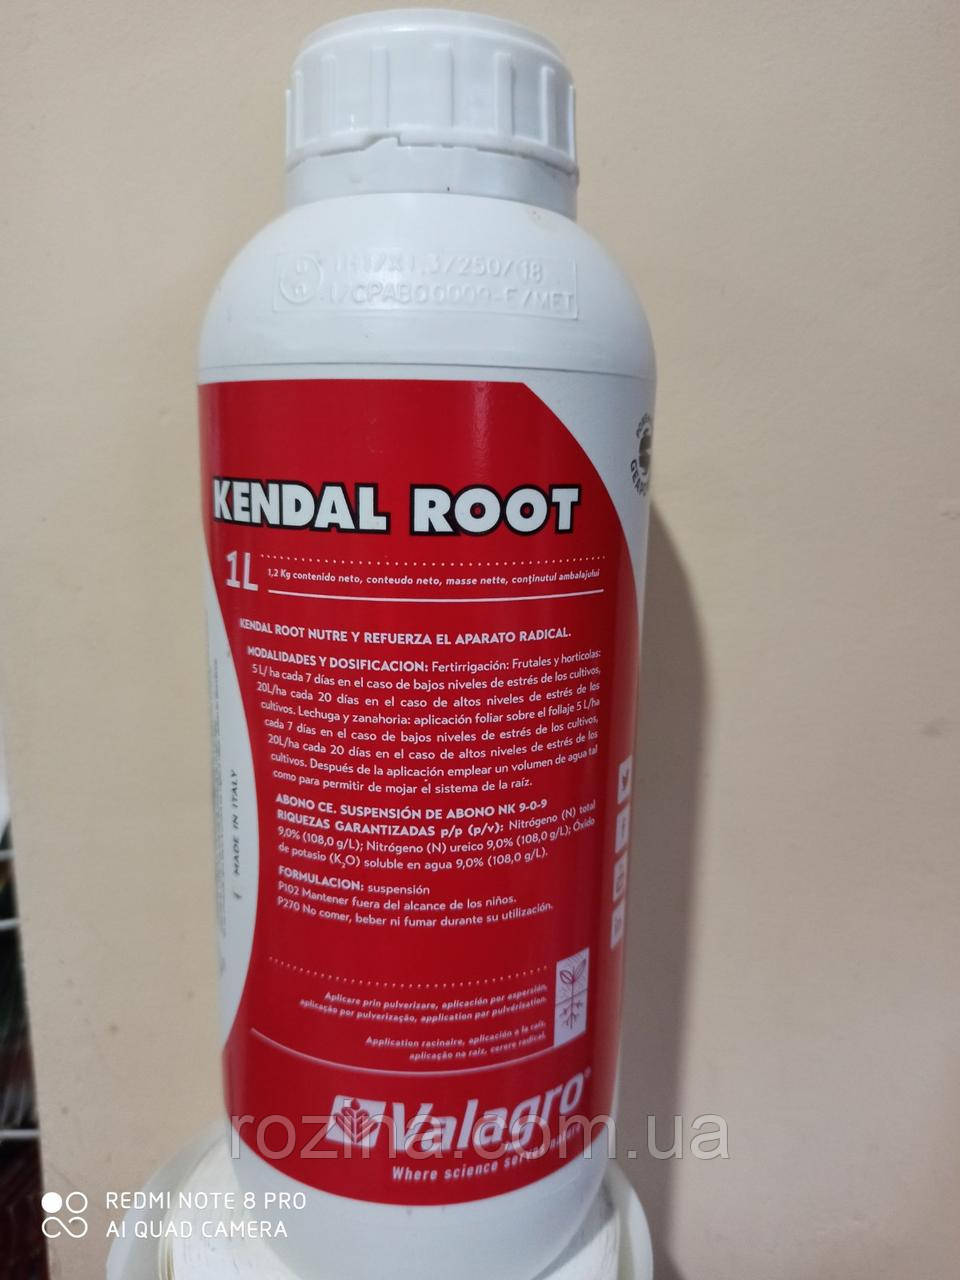 1H1/X1,3/250/18
I/CPAB00009-E/MET
KENDAL ROOT
1L
1,2 Kg contenido neto, conteudo neto, masse nette, conţinutul ambalajului
KENDAL ROOT NUTRE Y REFUERZA EL APARATO RADICAL.
MODALIDADES Y DOSIFICACION: Fertirrigación: Frutales y hortícolas:
5 L/ ha cada 7 días en el caso de bajos niveles de estrés de los cultivos,
20L/ha cada 20 días en el caso de altos niveles de estrés de los
cultivos. Lechuga y zanahoria: aplicación foliar sobre el follaje 5 L/ha
cada 7 días en el caso de bajos niveles de estrés de los cultivos,
20L/ha cada 20 días en el caso de altos niveles de estrés de los
cultivos. Después de la aplicación emplear un volumen de agua tal
como para permitir de mojar el sistema de la raíz.
ABONO CE. SUSPENSIÓN DE ABONO NK 9-0-9
RIQUEZAS GARANTIZADAS p/p (p/v): Nitrógeno (N) total
9,0% (108,0 g/L); Nitrógeno (N) ureico 9,0% (108,0 g/L); Óxido
de potasio (K₂O) soluble en agua 9,0% (108,0 g/L).
FORMULACION: suspensión
P102 Mantener fuera del alcance de los niños.
P270 No comer, beber ni fumar durante su utilización.
Aplicare prin pulverizare, aplicación por aspersión,
aplicação por pulverização, application par pulvérisation.
Application racinaire, aplicación a la raíz,
aplicação na raiz, cerere radical.
MADE IN ITALY
Valagro®
Where science serves nature
rozina.com.ua
REDMI NOTE 8 PRO
AI QUAD CAMERA